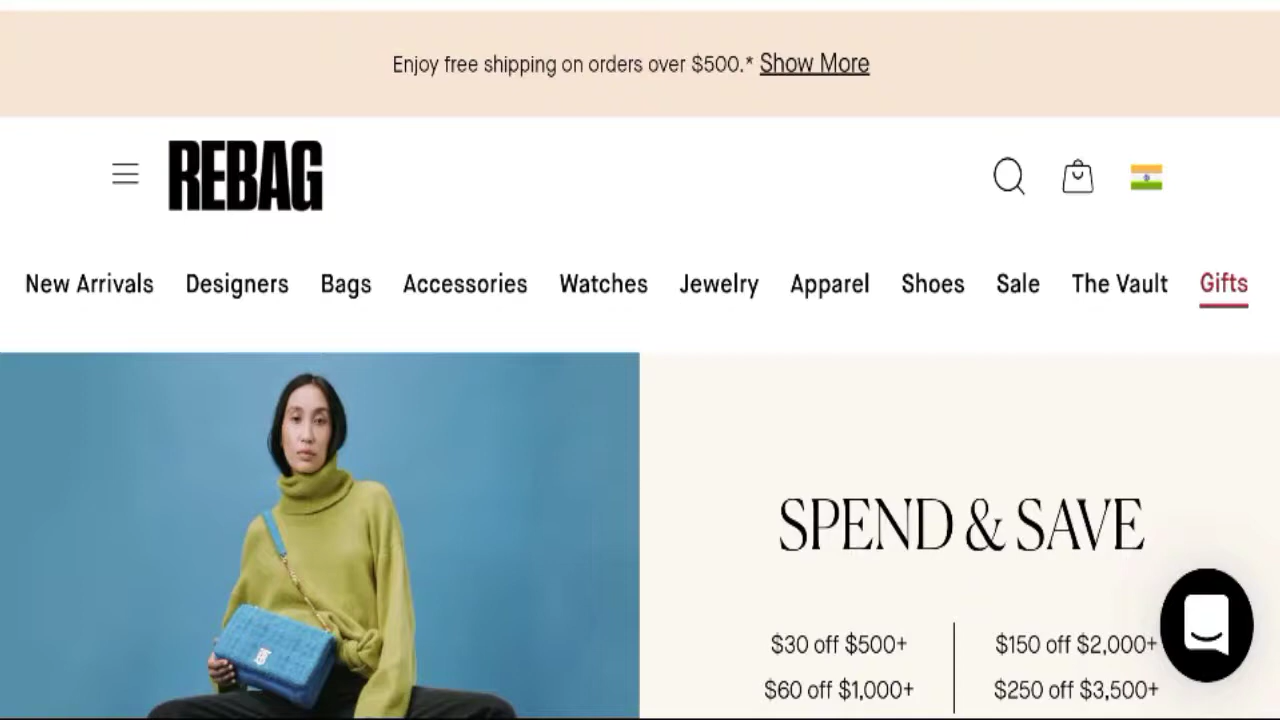 Enjoy free shipping on orders over $500.* Show More
REBAG
New Arrivals Designers Bags Accessories Watches Jewelry Apparel Shoes Sale The Vault Gifts
SPEND & SAVE
$30 off $500+ $150 off $2,000+
$60 off $1,000+ $250 off $3,500+